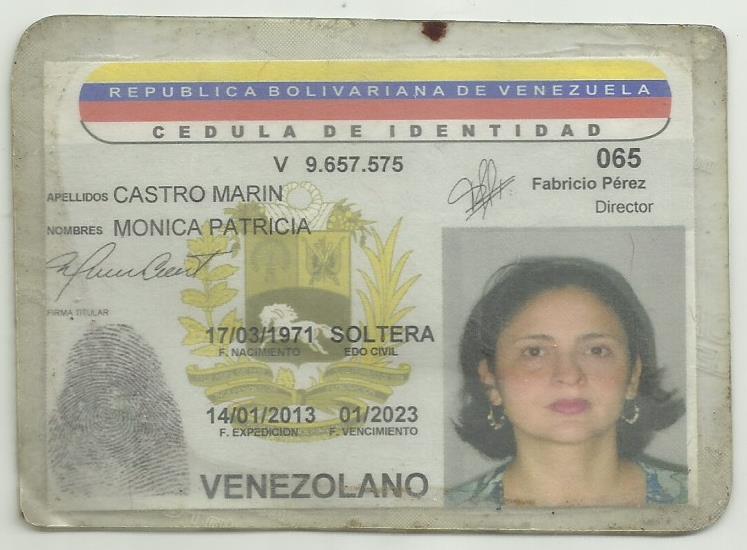 REPUBLICA BOLIVARIANA DE VENEZUELA
CEDULA DE IDENTIDAD
V 9.657.575
065
APELLIDOS CASTRO MARIN
Fabricio Pérez
Director
NOMBRES MONICA PATRICIA
FIRMA TITULAR
17/03/1971 SOLTERA
F. NACIMIENTO EDO CIVIL
14/01/2013 01/2023
F. EXPEDICION F. VENCIMIENTO
VENEZOLANO